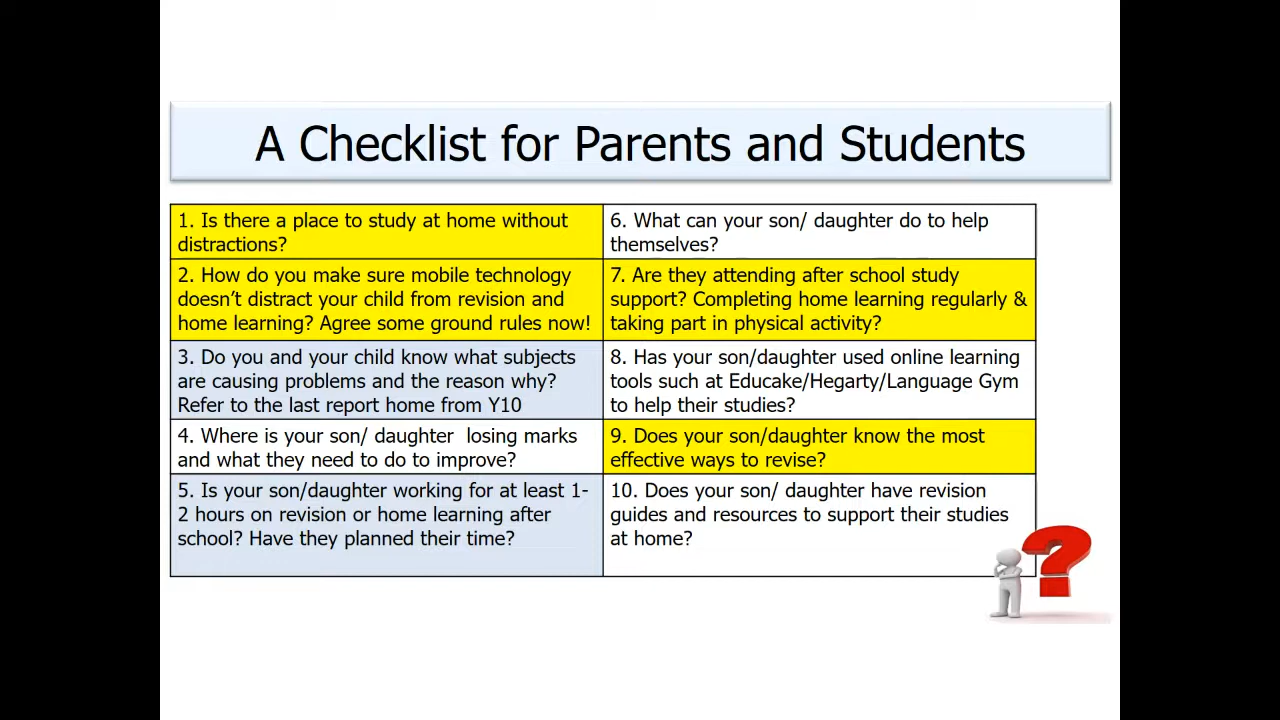 A Checklist for Parents and Students
1. Is there a place to study at home without
distractions?
2. How do you make sure mobile technology
doesn't distract your child from revision and
home learning? Agree some ground rules now!
3. Do you and your child know what subjects
are causing problems and the reason why?
Refer to the last report home from Y10
4. Where is your son/ daughter  losing marks
and what they need to do to improve?
5. Is your son/daughter working for at least 1-
2 hours on revision or home learning after
school? Have they planned their time?
6. What can your son/ daughter do to help
themselves?
7. Are they attending after school study
support? Completing home learning regularly &
taking part in physical activity?
8. Has your son/daughter used online learning
tools such at Educake/Hegarty/Language Gym
to help their studies?
9. Does your son/daughter know the most
effective ways to revise?
10. Does your son/ daughter have revision
guides and resources to support their studies
at home?
?